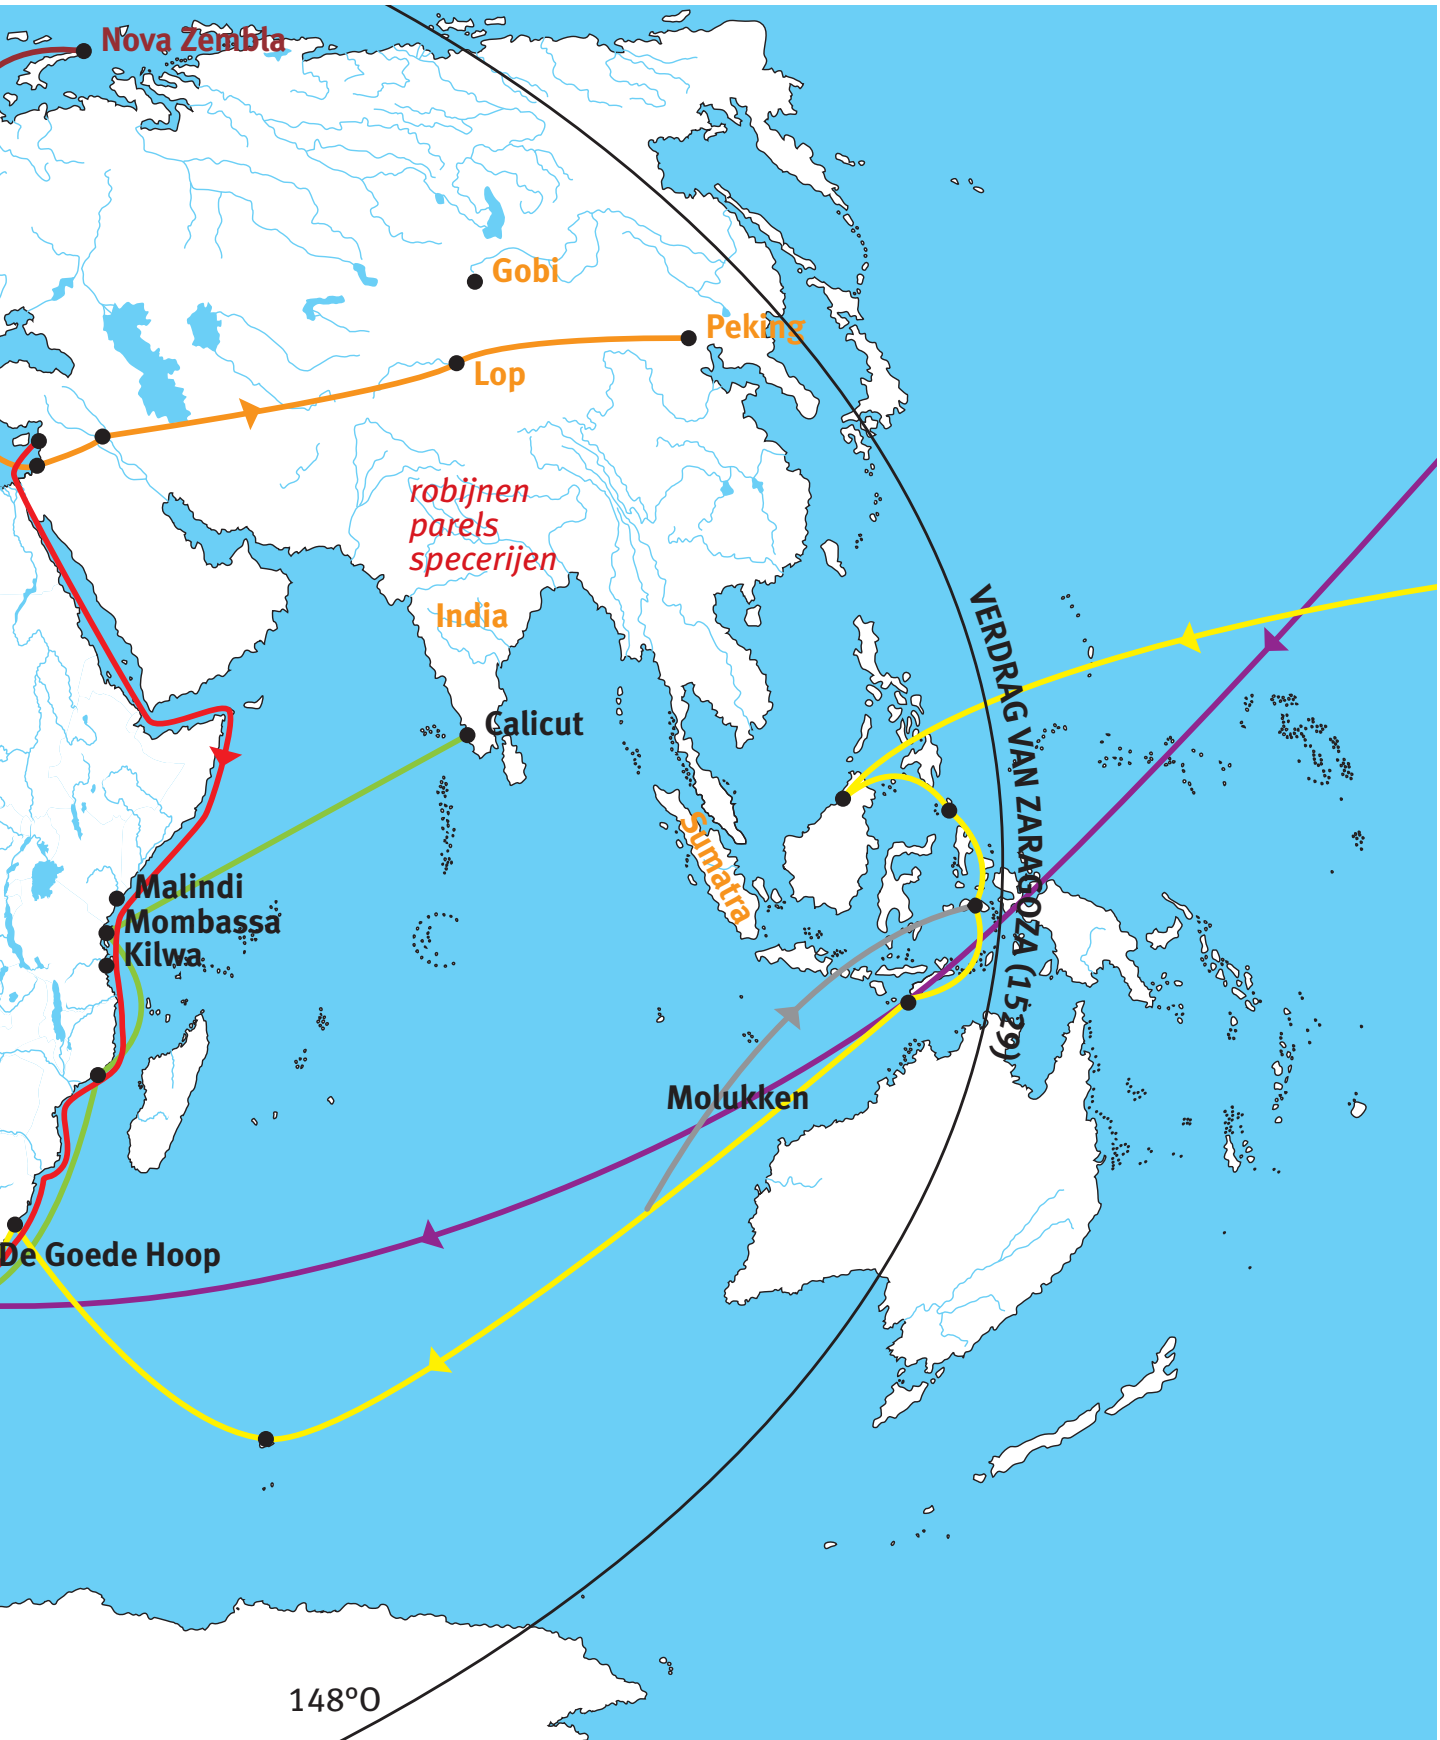 Nova Zembla
Gobi
Peking
Lop
robijnen
parels
specerijen
India
VERDRAG VAN ZARAGOZA (1529)
Calicut
Sumatra
Malindi
Mombassa
Kilwa
Molukken
De Goede Hoop
148°O